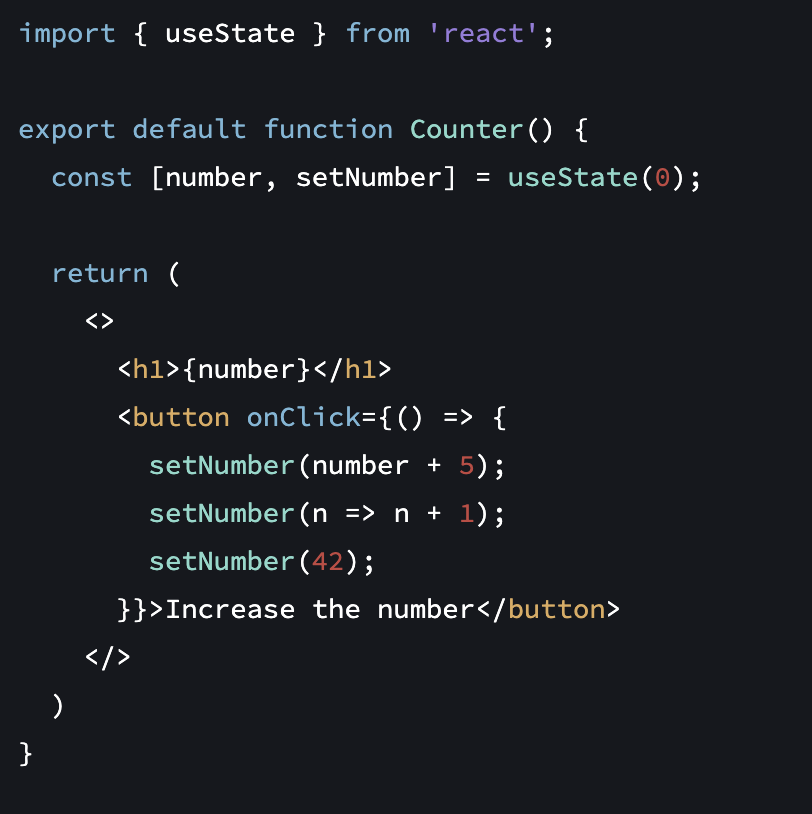 import { useState } from 'react';

export default function Counter() {
  const [number, setNumber] = useState(0);

  return (
    <>
      <h1>{number}</h1>
      <button onClick={() => {
        setNumber(number + 5);
        setNumber(n => n + 1);
        setNumber(42);
      }}>Increase the number</button>
    </>
  )
}